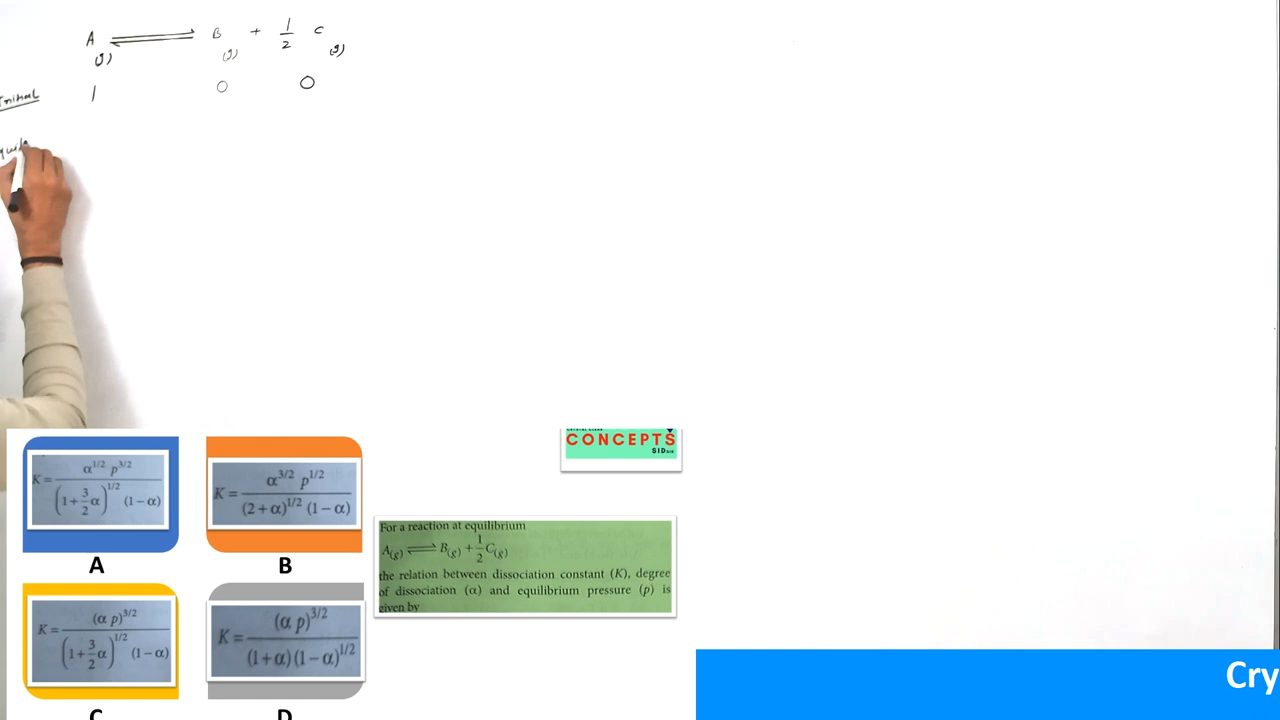 A(g) ⇌ B(g) + 1/2 C(g)
Initial 1 0 0
K = α^{1/2} p^{3/2} / (1 + 3/2 α)^{1/2} (1 − α)
A
K = α^{3/2} p^{1/2} / (2 + α)^{1/2} (1 − α)
B
K = (α p)^{3/2} / (1 + 3/2 α)^{1/2} (1 − α)
C
K = (α p)^{3/2} / (1 + α)(1 − α)^{1/2}
D
CONCEPTS
SID
For a reaction at equilibrium
A(g) ⇌ B(g) + 1/2 C(g)
the relation between dissociation constant (K), degree
of dissociation (α) and equilibrium pressure (p) is
given by
Cry